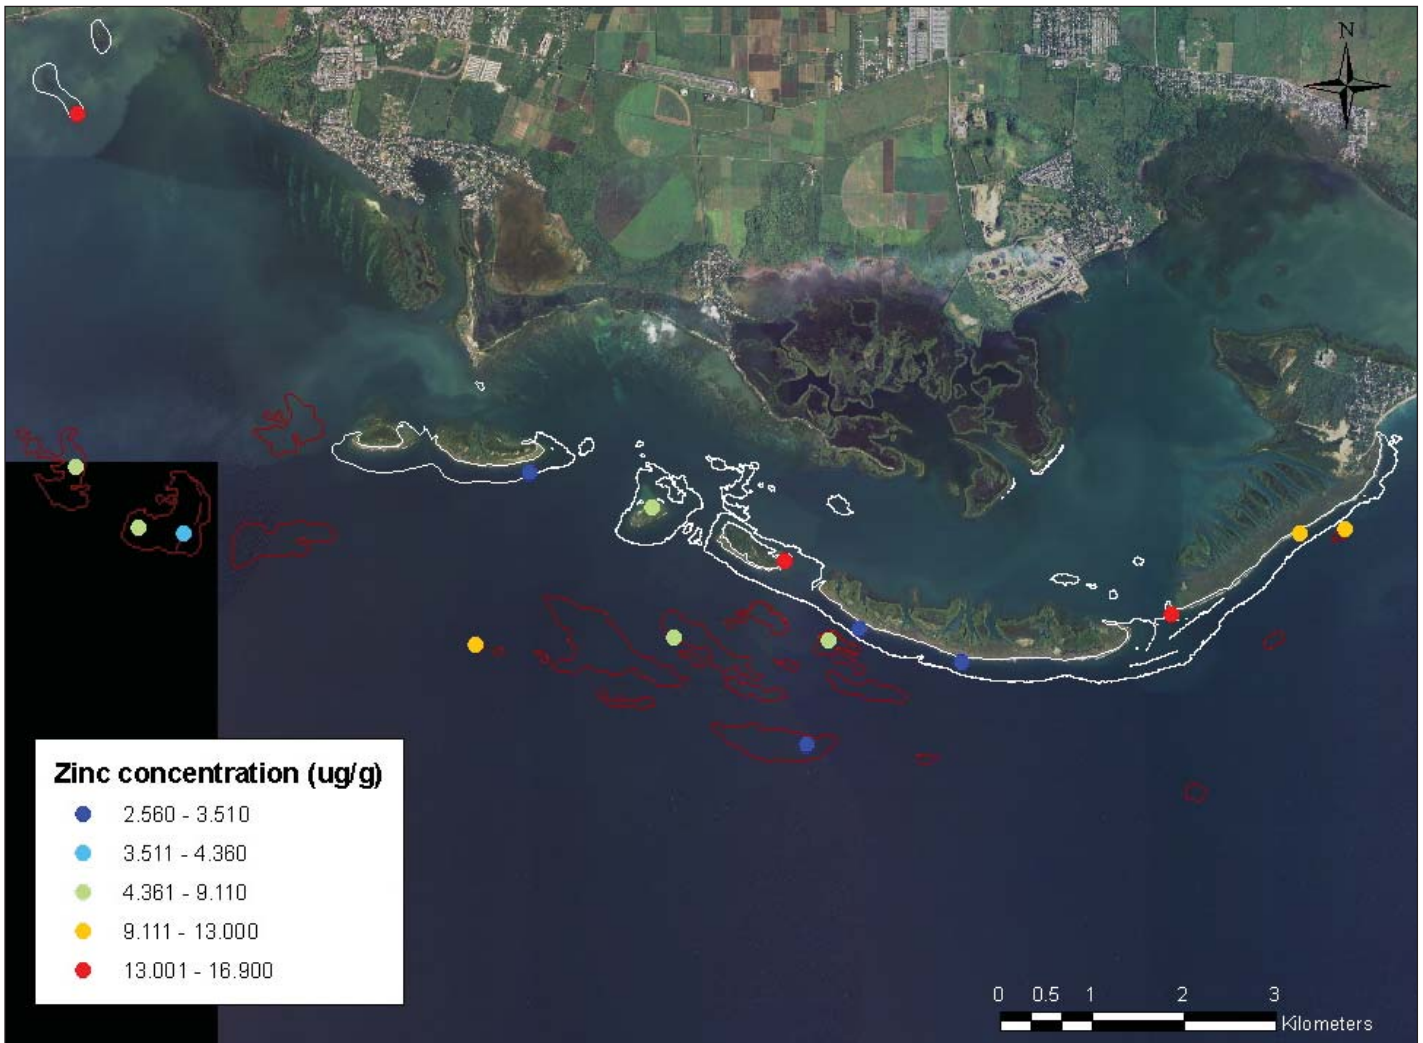 N
Zinc concentration (ug/g)
2.560 - 3.510
3.511 - 4.360
4.361 - 9.110
9.111 - 13.000
13.001 - 16.900
0 0.5 1 2 3
Kilometers